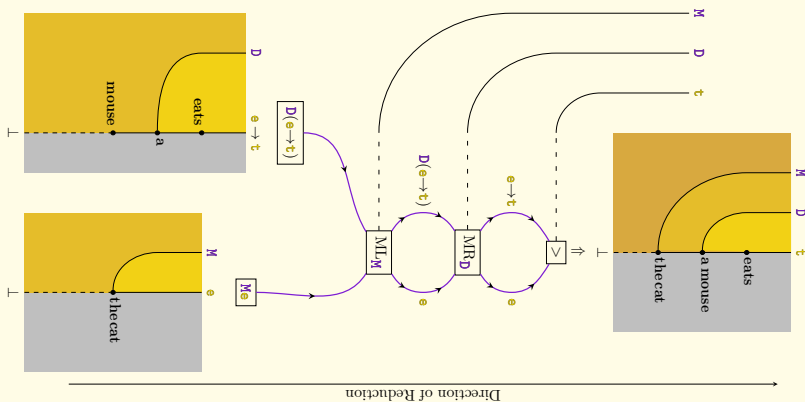 M D t
M D t
eats
a mouse
the cat
⊥
⇐
>
e→t e
MR_D
D(e→t) e
ML_M
D(e→t)
Me
D e→t
eats
a
mouse
⊥
M e
the cat
⊥
Direction of Reduction